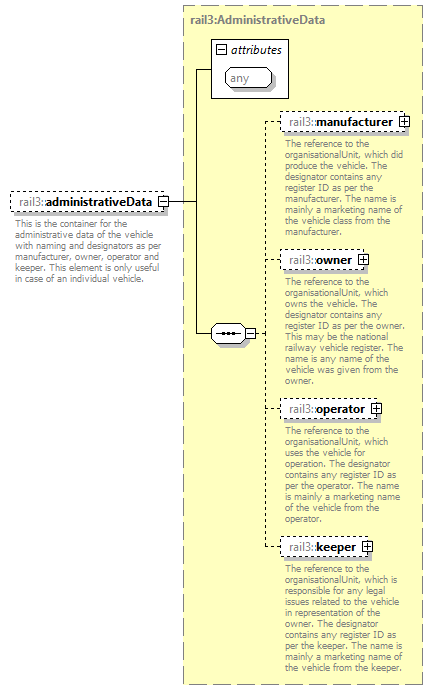 rail3:AdministrativeData
attributes
any
rail3::manufacturer
The reference to the
organisationalUnit, which did
produce the vehicle. The
designator contains any
register ID as per the
manufacturer. The name is
mainly a marketing name of
the vehicle class from the
manufacturer.
rail3::administrativeData
This is the container for the
administrative data of the vehicle
with naming and designators as per
manufacturer, owner, operator and
keeper. This element is only useful
in case of an individual vehicle.
rail3::owner
The reference to the
organisationalUnit, which
owns the vehicle. The
designator contains any
register ID as per the owner.
This may be the national
railway vehicle register. The
name is any name of the
vehicle was given from the
owner.
rail3::operator
The reference to the
organisationalUnit, which
uses the vehicle for
operation. The designator
contains any register ID as
per the operator. The name
is mainly a marketing name
of the vehicle from the
operator.
rail3::keeper
The reference to the
organisationalUnit, which is
responsible for any legal
issues related to the vehicle
in representation of the
owner. The designator
contains any register ID as
per the keeper. The name is
mainly a marketing name of
the vehicle from the keeper.